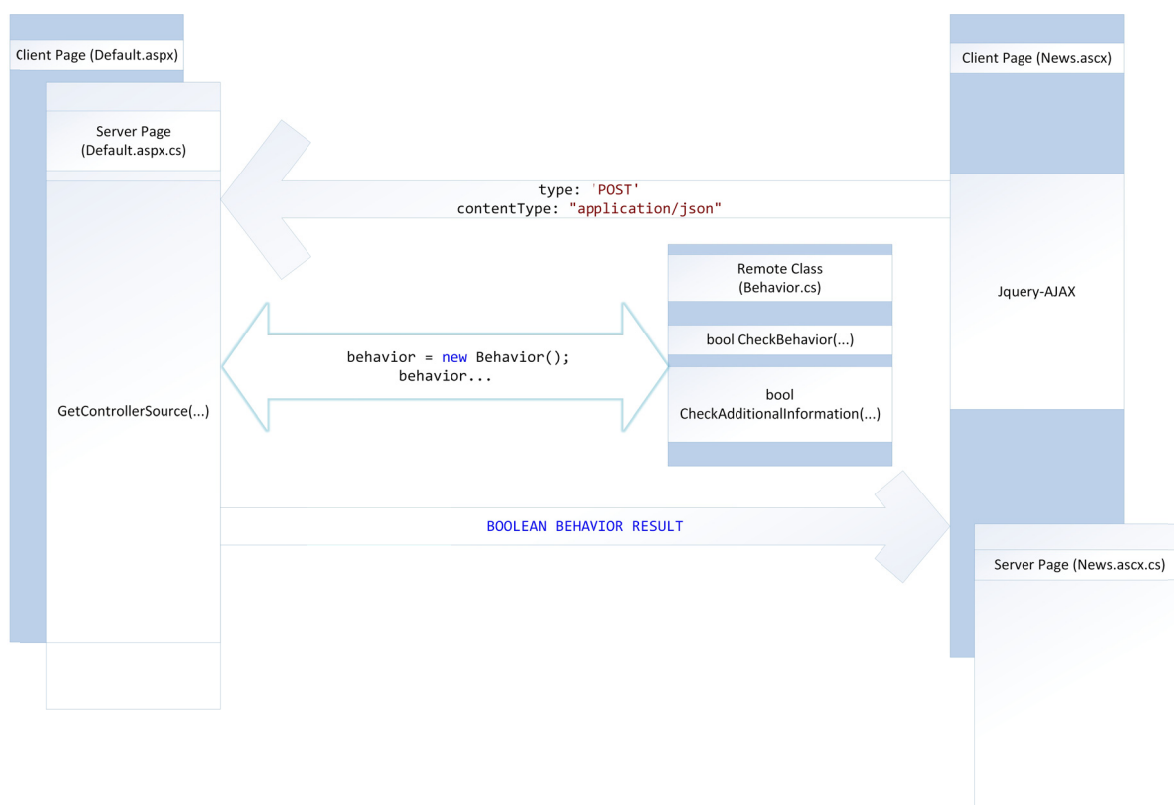 Client Page (Default.aspx)
Client Page (News.ascx)
Server Page
(Default.aspx.cs)
type: 'POST'
contentType: "application/json"
Remote Class
(Behavior.cs)
Jquery-AJAX
bool CheckBehavior(...)
behavior = new Behavior();
behavior...
bool
CheckAdditionalInformation(...)
GetControllerSource(...)
BOOLEAN BEHAVIOR RESULT
Server Page (News.ascx.cs)